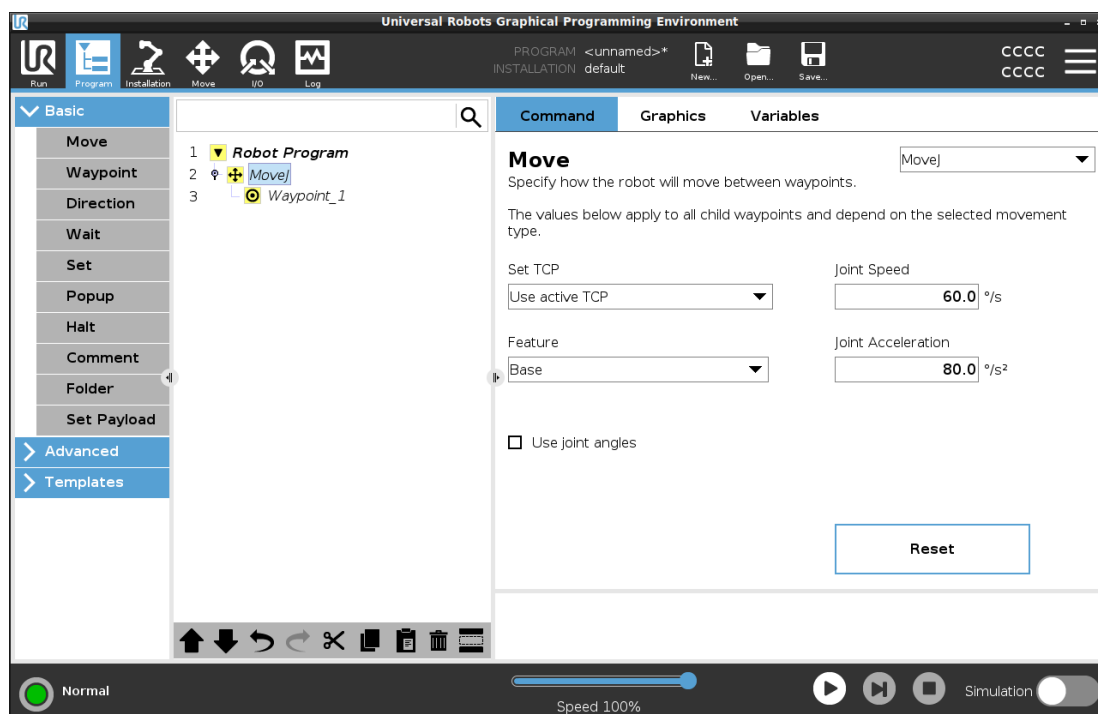 UR
Universal Robots Graphical Programming Environment
UR
Run
Program
Installation
Move
I/O
Log
PROGRAM <unnamed>*
INSTALLATION default
New...
Open...
Save...
CCCC
CCCC
Basic
Move
Waypoint
Direction
Wait
Set
Popup
Halt
Comment
Folder
Set Payload
Advanced
Templates
1 Robot Program
2 MoveJ
3 Waypoint_1
Command Graphics Variables
Move
MoveJ
Specify how the robot will move between waypoints.
The values below apply to all child waypoints and depend on the selected movement
type.
Set TCP
Joint Speed
Use active TCP
60.0 °/s
Feature
Joint Acceleration
Base
80.0 °/s²
Use joint angles
Reset
Normal
Speed 100%
Simulation